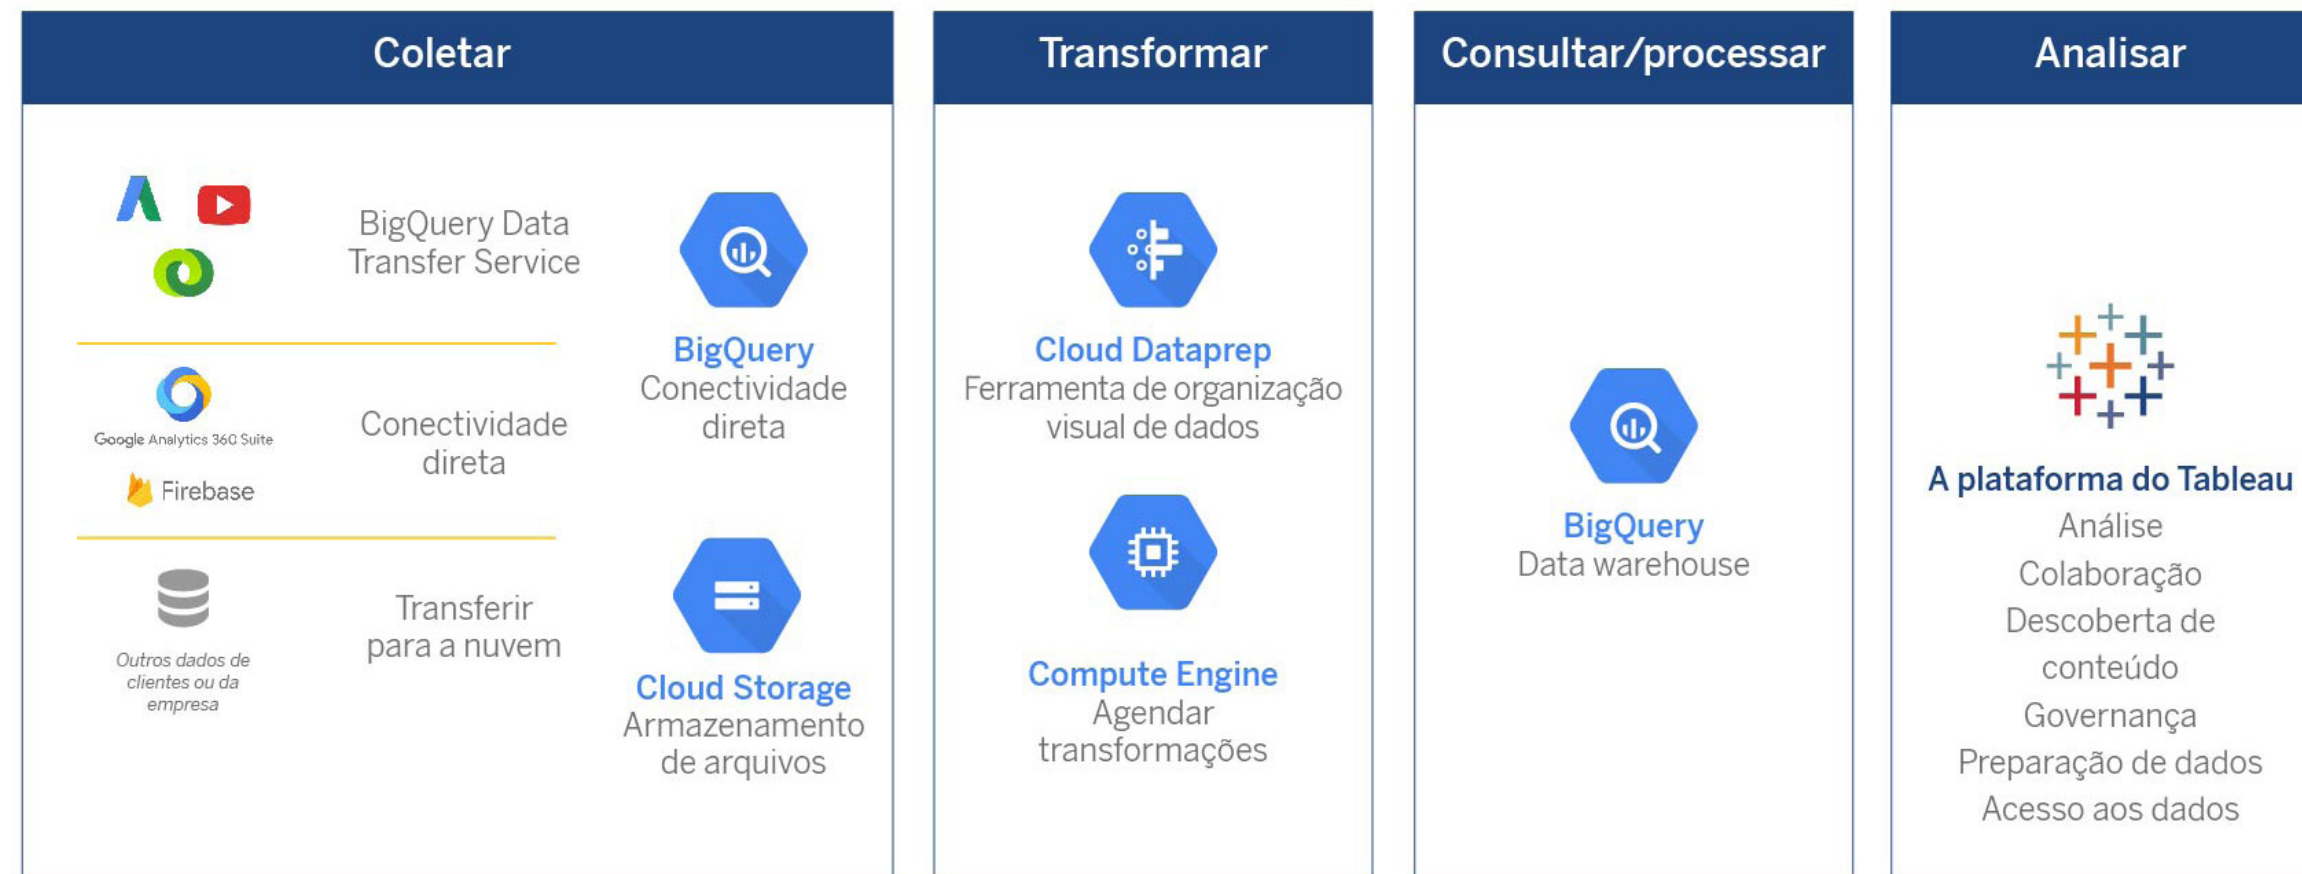 Coletar
BigQuery Data
Transfer Service
Google Analytics 360 Suite
Firebase
Conectividade
direta
Outros dados de
clientes ou da
empresa
Transferir
para a nuvem
BigQuery
Conectividade
direta
Cloud Storage
Armazenamento
de arquivos
Transformar
Cloud Dataprep
Ferramenta de organização
visual de dados
Compute Engine
Agendar
transformações
Consultar/processar
BigQuery
Data warehouse
Analisar
A plataforma do Tableau
Análise
Colaboração
Descoberta de
conteúdo
Governança
Preparação de dados
Acesso aos dados